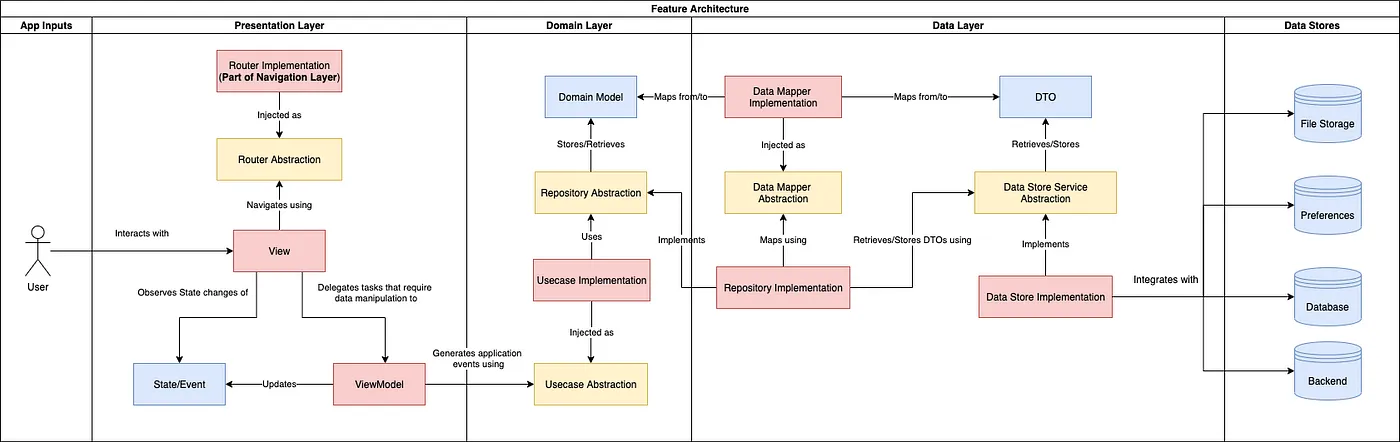 Feature Architecture
App Inputs
Presentation Layer
Domain Layer
Data Layer
Data Stores
Router Implementation
(Part of Navigation Layer)
Injected as
Router Abstraction
Navigates using
Interacts with
View
User
Observes State changes of
Delegates tasks that require
data manipulation to
State/Event
Updates
ViewModel
Generates application
events using
Domain Model
Maps from/to
Stores/Retrieves
Repository Abstraction
Uses
Implements
Usecase Implementation
Injected as
Usecase Abstraction
Data Mapper
Implementation
Maps from/to
DTO
Injected as
Retrieves/Stores
Data Mapper
Abstraction
Data Store Service
Abstraction
Maps using
Retrieves/Stores DTOs using
Implements
Repository Implementation
Data Store Implementation
Integrates with
File Storage
Preferences
Database
Backend